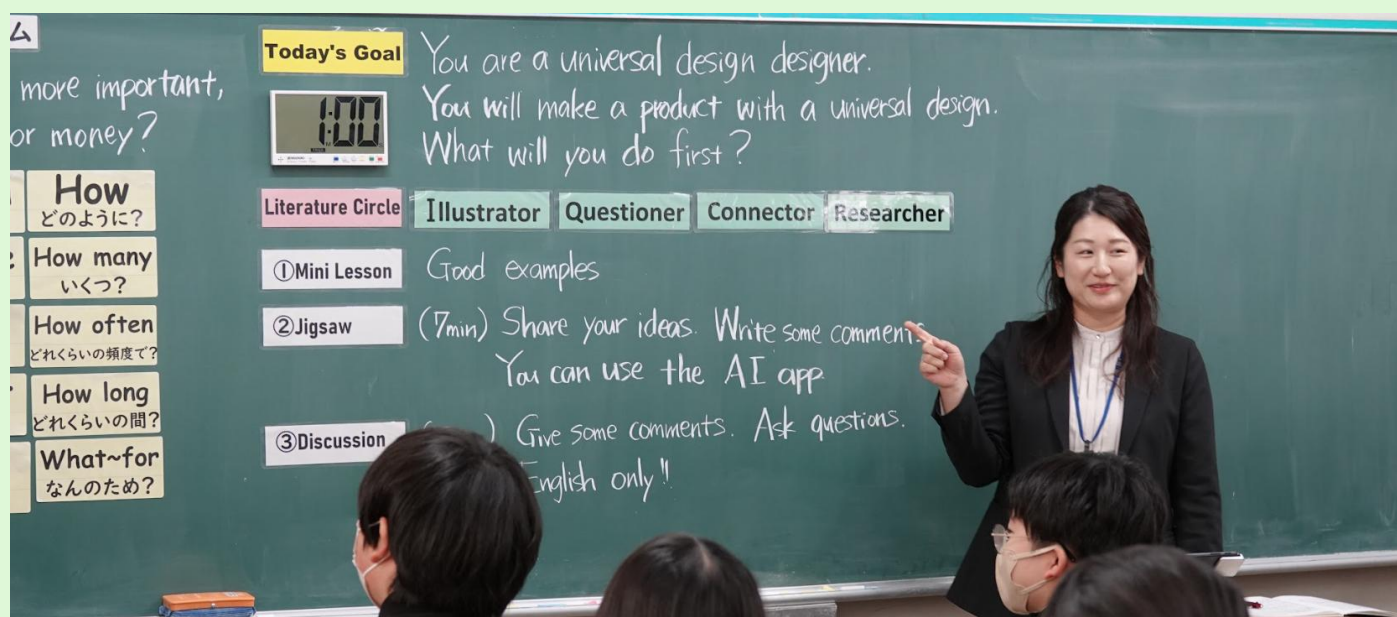 ム
more important,
or money?
How
どのように?
How many
いくつ?
How often
どれくらいの頻度で?
How long
どれくらいの間?
What~for
なんのため?
Today's Goal
You are a universal design designer.
You will make a product with a universal design.
What will you do first?
1:00
Literature Circle Illustrator Questioner Connector Researcher
①Mini Lesson Good examples
②Jigsaw (7min) Share your ideas. Write some comments.
You can use the AI app.
③Discussion ) Give some comments. Ask questions.
English only!!